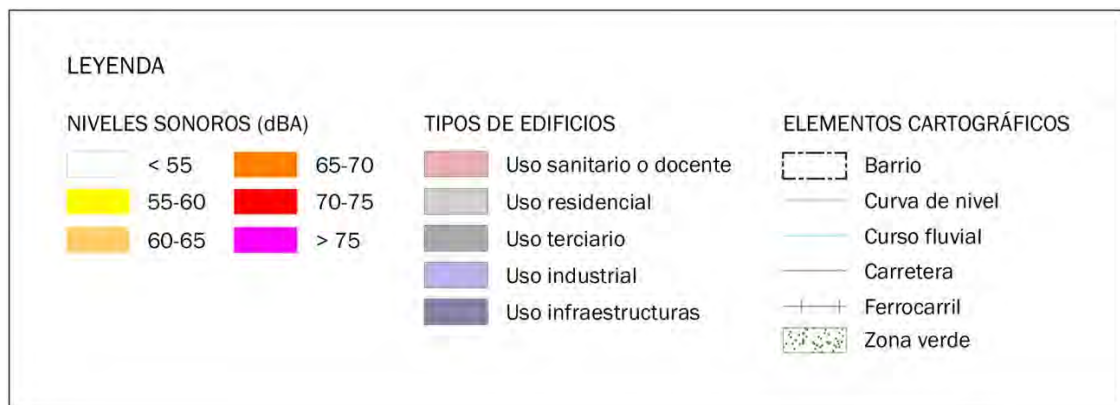 LEYENDA
NIVELES SONOROS (dBA)
< 55
55-60
60-65
65-70
70-75
> 75
TIPOS DE EDIFICIOS
Uso sanitario o docente
Uso residencial
Uso terciario
Uso industrial
Uso infraestructuras
ELEMENTOS CARTOGRÁFICOS
Barrio
Curva de nivel
Curso fluvial
Carretera
Ferrocarril
Zona verde